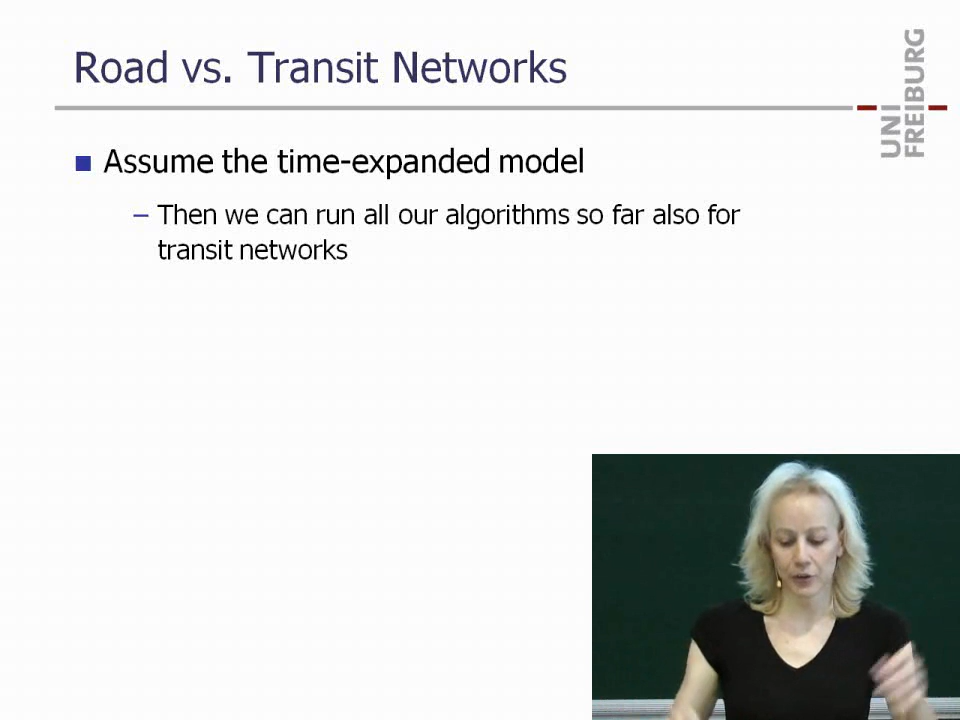 Road vs. Transit Networks
UNI
FREIBURG
Assume the time-expanded model
– Then we can run all our algorithms so far also for
transit networks